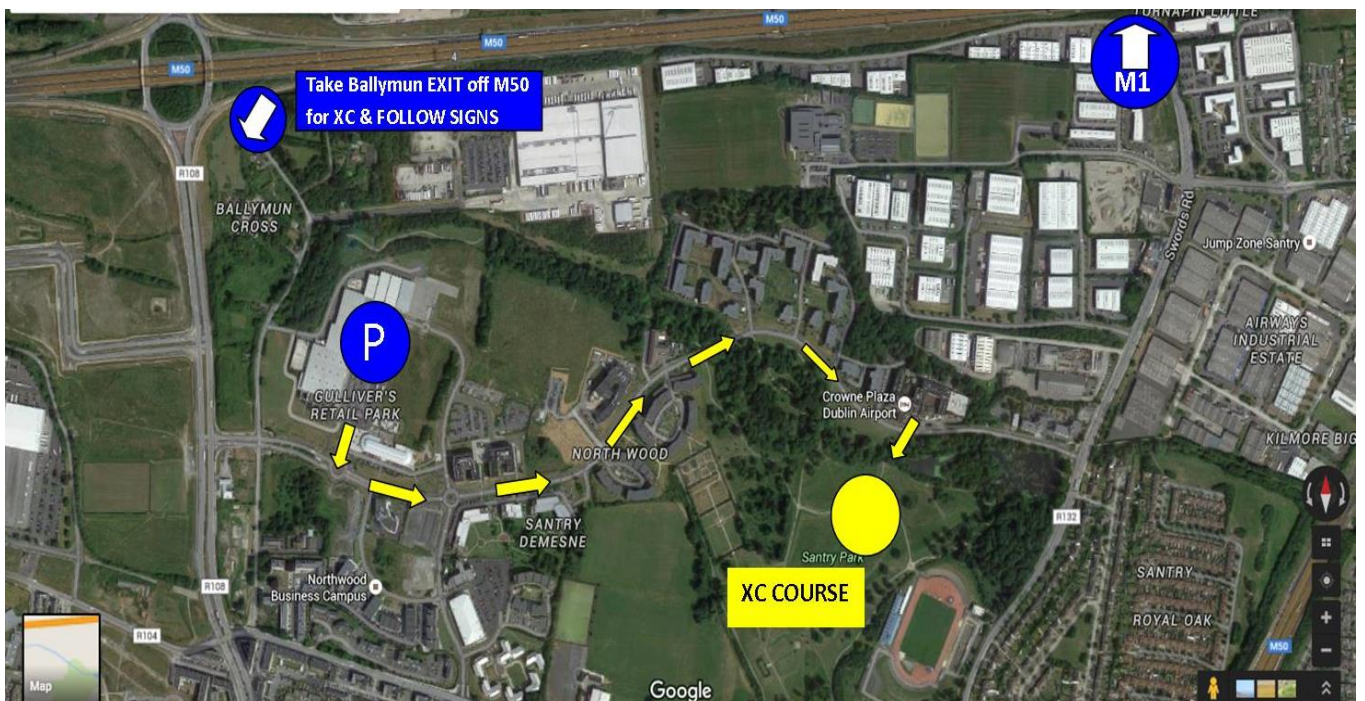 M50
M50
M50
4
TURNAPIN LITTLE
M1
Take Ballymun EXIT off M50
for XC & FOLLOW SIGNS
R108
BALLYMUN
CROSS
Swords Rd
Jump Zone Santry
AIRWAYS
INDUSTRIAL
ESTATE
P
GULLIVER'S
RETAIL PARK
Crowne Plaza
Dublin Airport
KILMORE BIG
NORTH WOOD
SANTRY
DEMESNE
R132
Santry Park
XC COURSE
Northwood
Business Campus
R108
R104
SANTRY
ROYAL OAK
M50
Map
Google